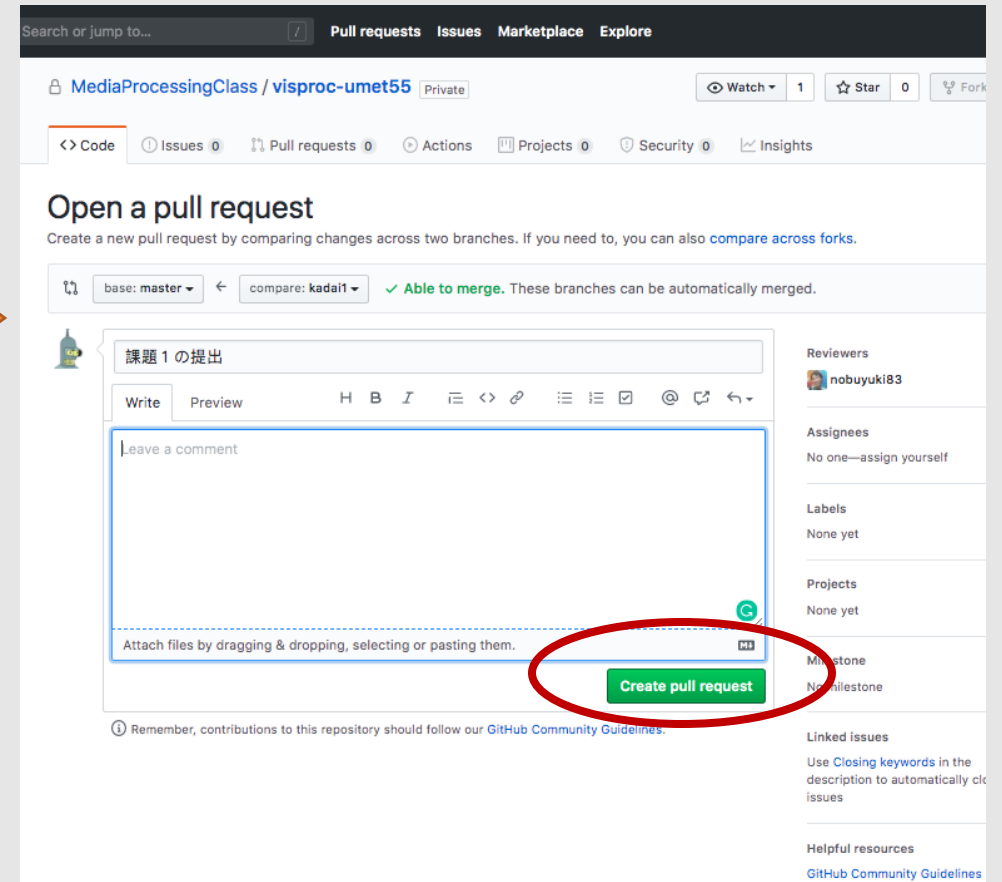 Search or jump to... / Pull requests Issues Marketplace Explore
MediaProcessingClass / visproc-umet55 Private Watch 1 Star 0 Fork
<> Code Issues 0 Pull requests 0 Actions Projects 0 Security 0 Insights
Open a pull request
Create a new pull request by comparing changes across two branches. If you need to, you can also compare across forks.
base: master ← compare: kadai1 ✓ Able to merge. These branches can be automatically merged.
課題1の提出
Write Preview H B I <> @
Leave a comment
G
Attach files by dragging & dropping, selecting or pasting them.
Create pull request
Remember, contributions to this repository should follow our GitHub Community Guidelines.
Reviewers
nobuyuki83
Assignees
No one—assign yourself
Labels
None yet
Projects
None yet
Milestone
No milestone
Linked issues
Use Closing keywords in the
description to automatically clo
issues
Helpful resources
GitHub Community Guidelines